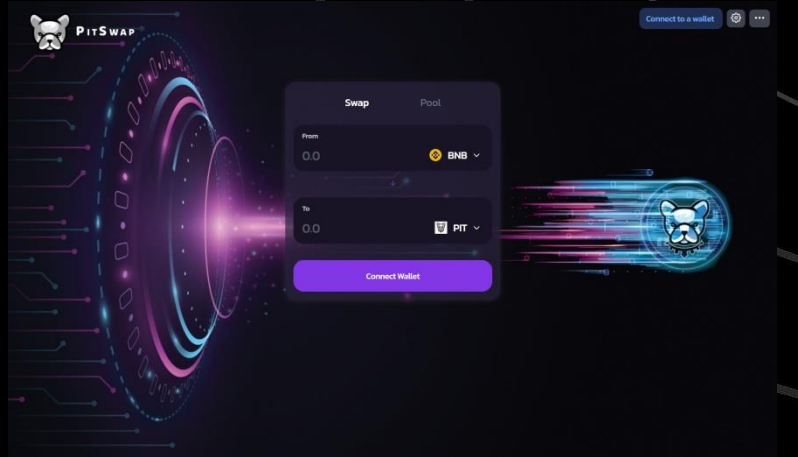 PITSWAP
Connect to a wallet
Swap Pool
From
0.0 BNB
To
0.0 PIT
Connect Wallet